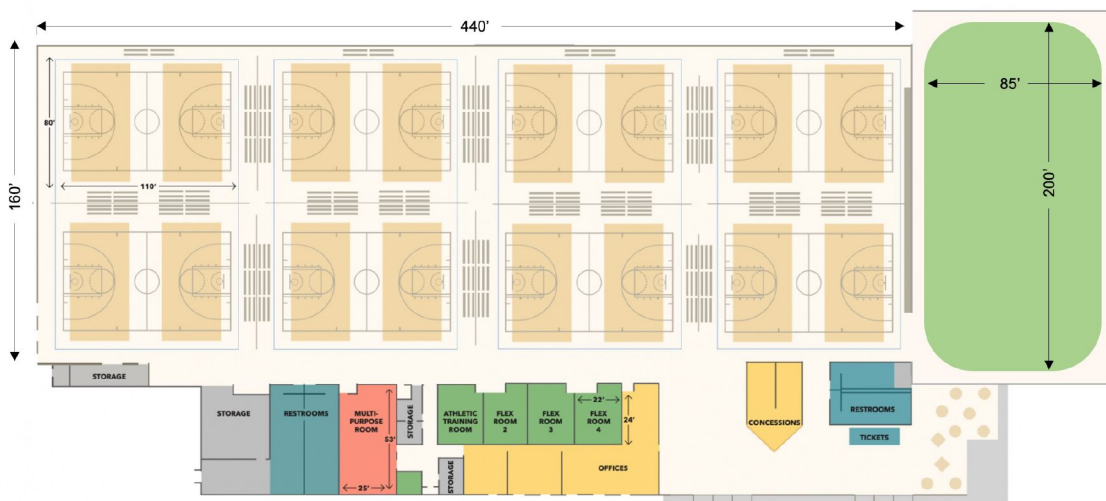 440'
160'
80'
110'
85'
200'
STORAGE
STORAGE
RESTROOMS
MULTI-
PURPOSE
ROOM
53'
25'
STORAGE
ATHLETIC
TRAINING
ROOM
FLEX
ROOM
2
FLEX
ROOM
3
FLEX
ROOM
4
22'
24'
STORAGE
OFFICES
CONCESSIONS
RESTROOMS
TICKETS